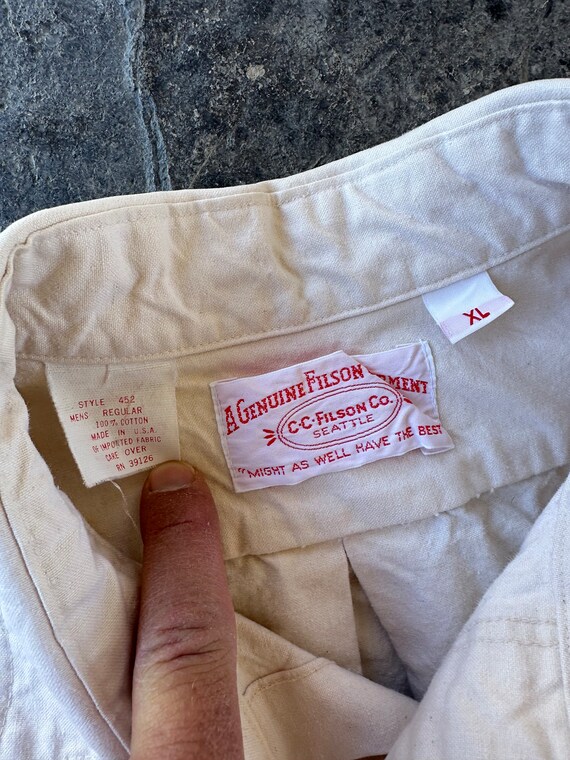 STYLE 452
MENS REGULAR
100% COTTON
MADE IN U.S.A.
OF IMPORTED FABRIC
CARE OVER
RN 39126
A GENUINE FILSON
C·C·FILSON CO.
SEATTLE
"MIGHT AS WELL HAVE THE BEST
XL